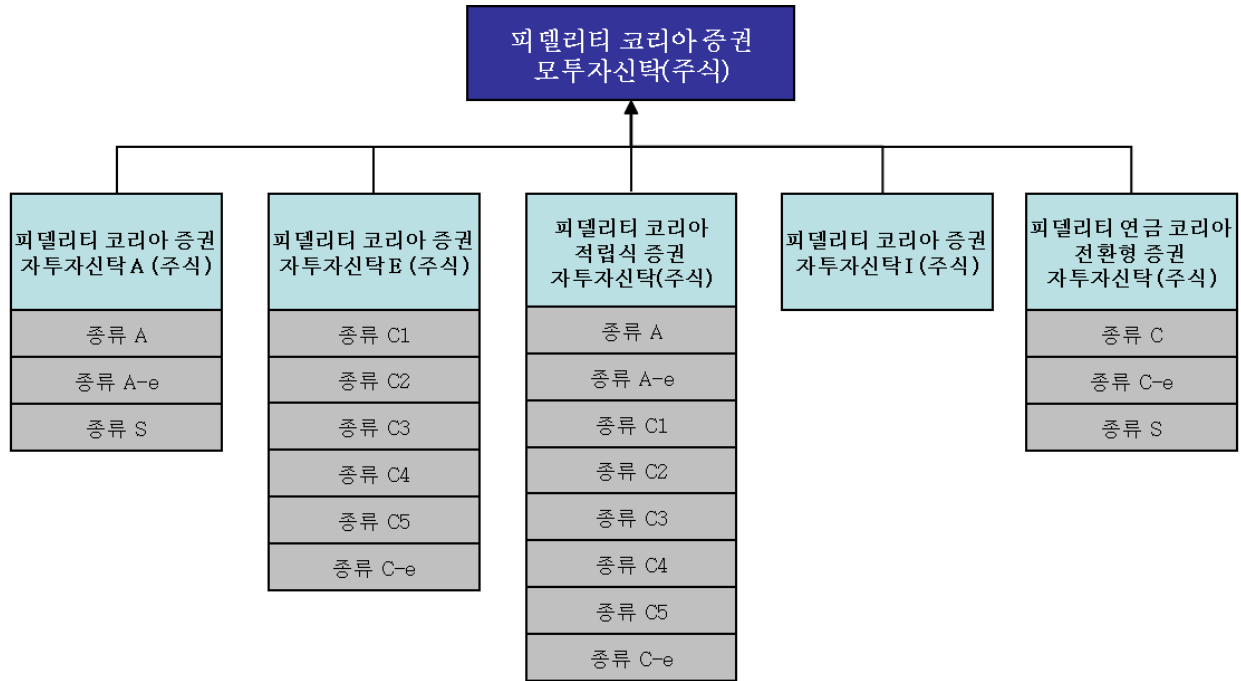 피델리티 코리아 증권
모투자신탁(주식)
피델리티 코리아 증권
자투자신탁A (주식)
종류 A
종류 A-e
종류 S
피델리티 코리아 증권
자투자신탁E (주식)
종류 C1
종류 C2
종류 C3
종류 C4
종류 C5
종류 C-e
피델리티 코리아
적립식 증권
자투자신탁(주식)
종류 A
종류 A-e
종류 C1
종류 C2
종류 C3
종류 C4
종류 C5
종류 C-e
피델리티 코리아 증권
자투자신탁I (주식)
피델리티 연금 코리아
전환형 증권
자투자신탁 (주식)
종류 C
종류 C-e
종류 S